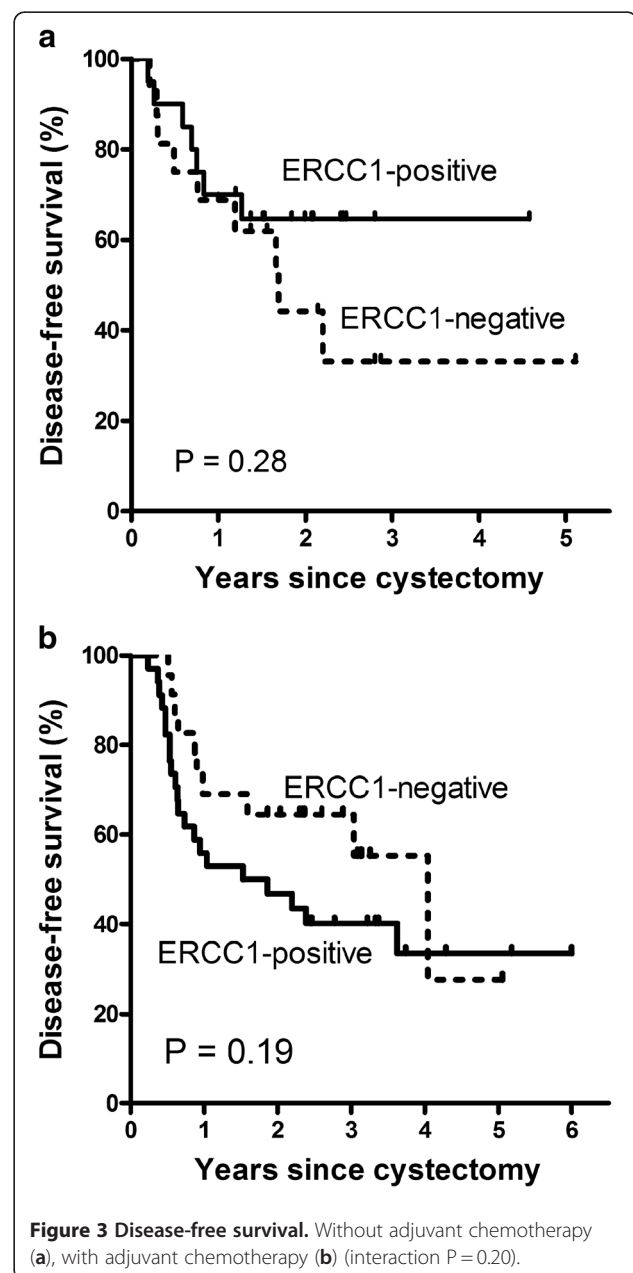 a
100
80
60
40
20
0
Disease-free survival (%)
ERCC1-positive
ERCC1-negative
P = 0.28
0 1 2 3 4 5
Years since cystectomy
b
100
80
60
40
20
0
Disease-free survival (%)
ERCC1-negative
ERCC1-positive
P = 0.19
0 1 2 3 4 5 6
Years since cystectomy
Figure 3 Disease-free survival. Without adjuvant chemotherapy
(a), with adjuvant chemotherapy (b) (interaction P = 0.20).